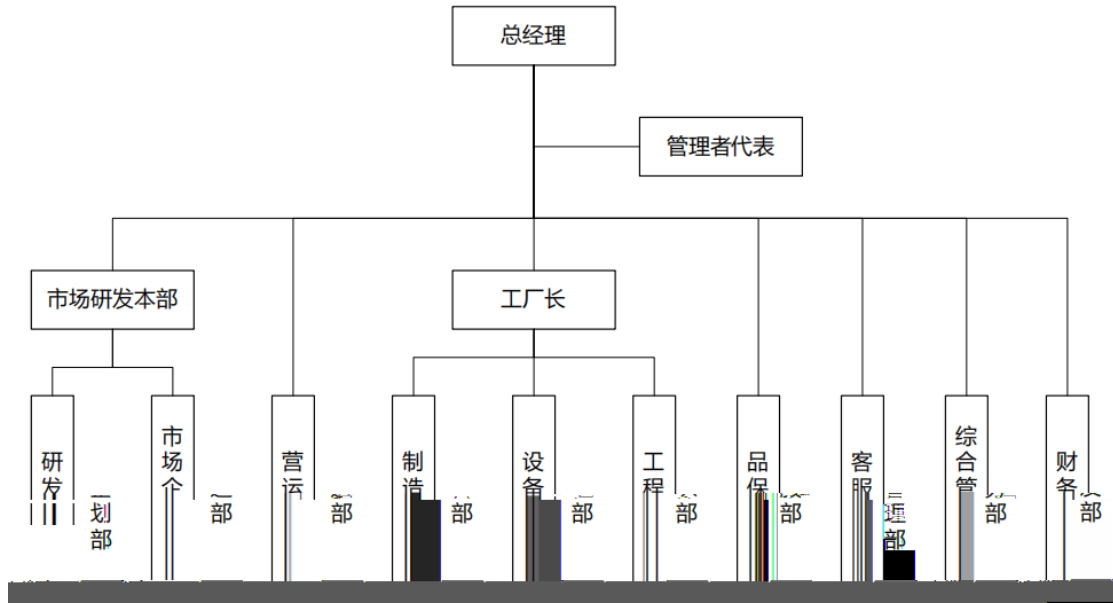 总经理
管理者代表
市场研发本部
工厂长
研发部
市场企划部
营运部
制造部
设备部
工程部
品保部
客服部
综合管理部
财务部